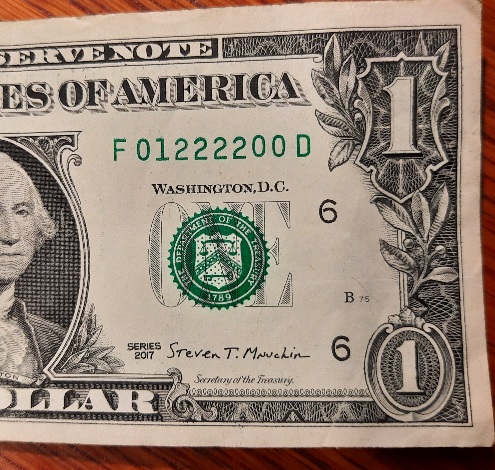 SERVE NOTE
ES OF AMERICA
1
F 01222200 D
WASHINGTON, D.C.
6
ONE
THE DEPARTMENT OF THE TREASURY
1789
B 75
SERIES
2017
Steven T. Mnuchin
6
Secretary of the Treasury.
1
OLLAR